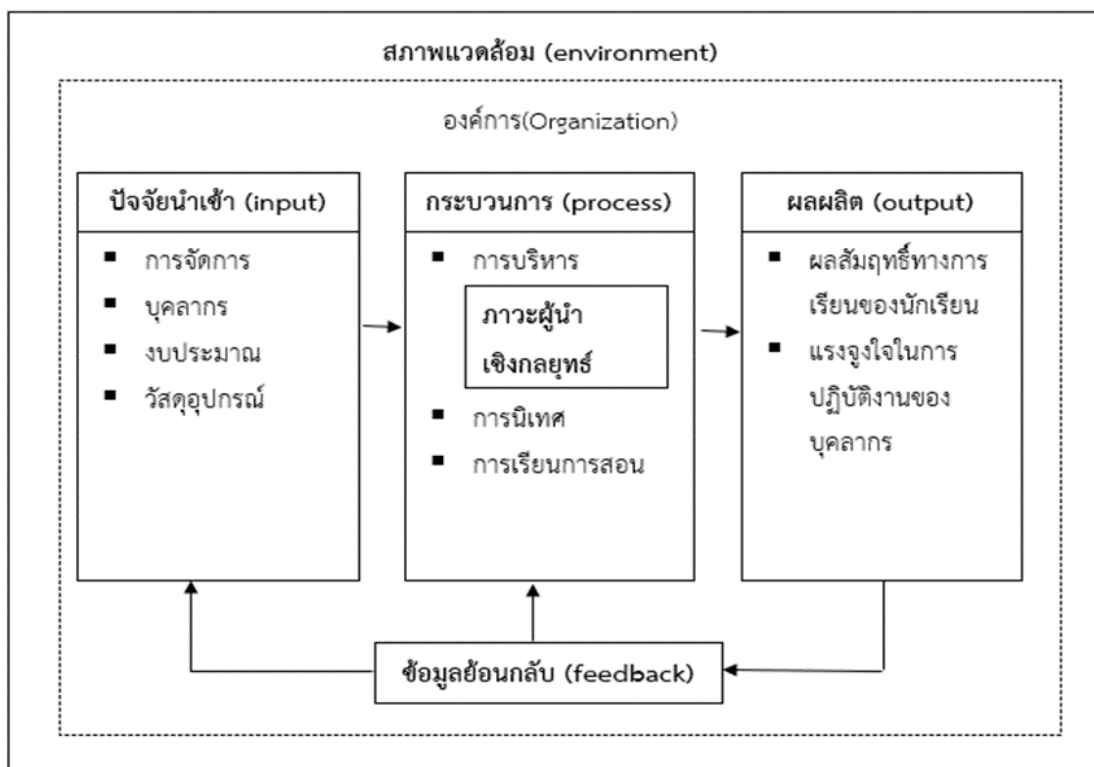 สภาพแวดล้อม (environment)
องค์การ(Organization)
ปัจจัยนำเข้า (input)
การจัดการ
บุคลากร
งบประมาณ
วัสดุอุปกรณ์
กระบวนการ (process)
การบริหาร
ภาวะผู้นำ
เชิงกลยุทธ์
การนิเทศ
การเรียนการสอน
ผลผลิต (output)
ผลสัมฤทธิ์ทางการ
เรียนของนักเรียน
แรงจูงใจในการ
ปฏิบัติงานของ
บุคลากร
ข้อมูลย้อนกลับ (feedback)